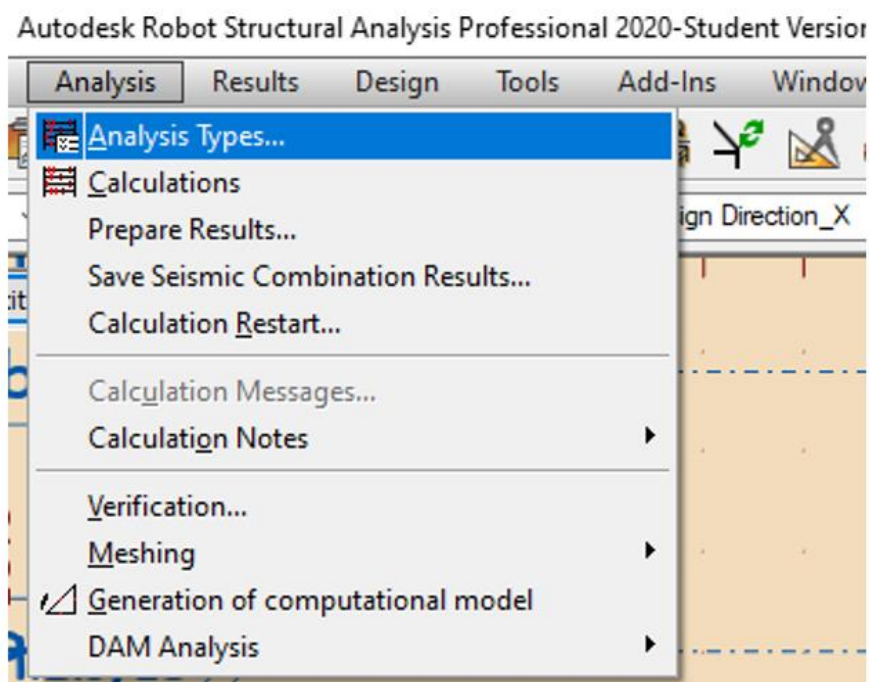 Autodesk Robot Structural Analysis Professional 2020-Student Version
Analysis Results Design Tools Add-Ins Window
Analysis Types...
Calculations
ign Direction_X
Prepare Results...
Save Seismic Combination Results...
Calculation Restart...
Calculation Messages...
Calculation Notes
Verification...
Meshing
Generation of computational model
DAM Analysis